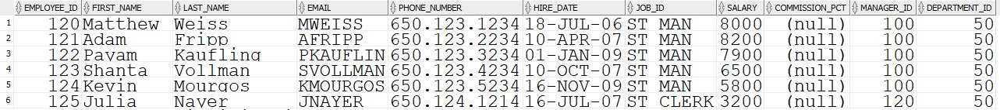 EMPLOYEE_ID FIRST_NAME LAST_NAME EMAIL PHONE_NUMBER HIRE_DATE JOB_ID SALARY COMMISSION_PCT MANAGER_ID DEPARTMENT_ID
1 120 Matthew Weiss MWEISS 650.123.1234 18-JUL-06 ST_MAN 8000 (null) 100 50
2 121 Adam Fripp AFRIPP 650.123.2234 10-APR-07 ST_MAN 8200 (null) 100 50
3 122 Payam Kaufling PKAUFLIN 650.123.3234 01-JAN-09 ST_MAN 7900 (null) 100 50
4 123 Shanta Vollman SVOLLMAN 650.123.4234 10-OCT-07 ST_MAN 6500 (null) 100 50
5 124 Kevin Mourgos KMOURGOS 650.123.5234 16-NOV-09 ST_MAN 5800 (null) 100 50
6 125 Julia Nayer JNAYER 650.124.1214 16-JUL-07 ST_CLERK 3200 (null) 120 50